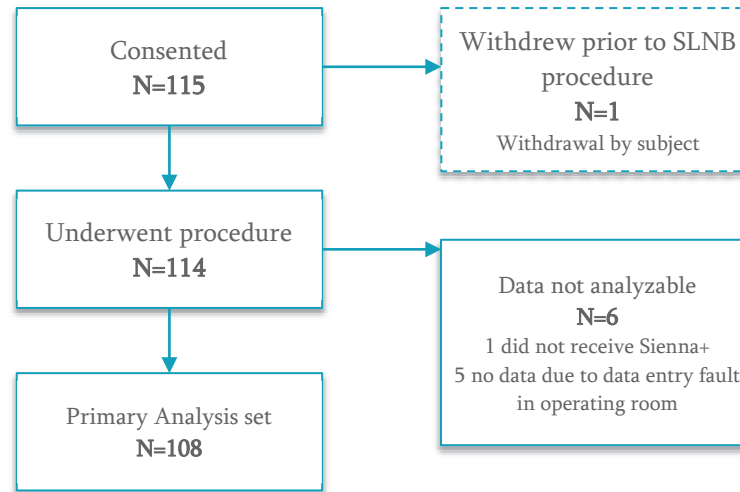 Consented
N=115
Withdrew prior to SLNB
procedure
N=1
Withdrawal by subject
Underwent procedure
N=114
Data not analyzable
N=6
1 did not receive Sienna+
5 no data due to data entry fault
in operating room
Primary Analysis set
N=108